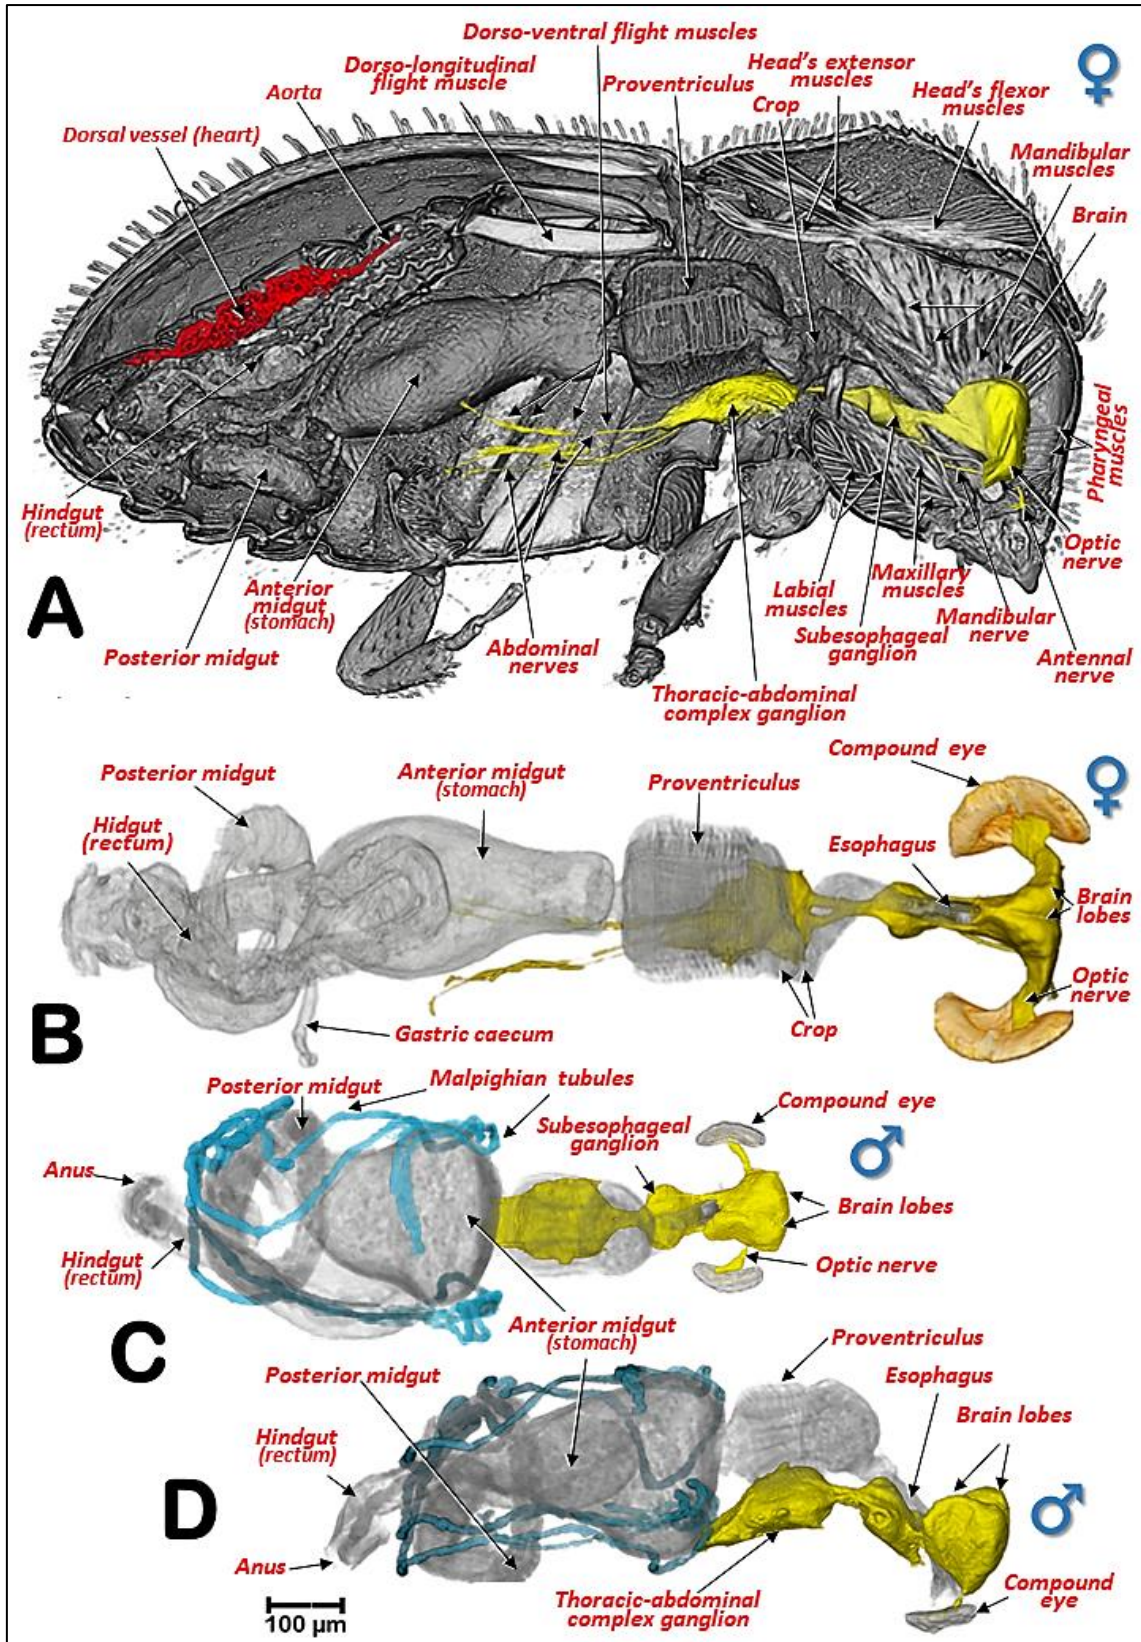 Dorso-ventral flight muscles
Dorso-longitudinal
flight muscle
Head's extensor
muscles
Proventriculus
Crop
Head's flexor
muscles
Aorta
Dorsal vessel (heart)
Mandibular
muscles
Brain
Pharyngeal
muscles
Hindgut
(rectum)
Optic
nerve
Anterior
midgut
(stomach)
Labial
muscles
Maxillary
muscles
Mandibular
nerve
Subesophageal
ganglion
Abdominal
nerves
Posterior midgut
Antennal
nerve
Thoracic-abdominal
complex ganglion
A
Compound eye
Posterior midgut
Anterior midgut
(stomach)
Proventriculus
Hidgut
(rectum)
Esophagus
Brain
lobes
Optic
nerve
Crop
Gastric caecum
B
Posterior midgut
Malpighian tubules
Compound eye
Subesophageal
ganglion
Anus
Brain lobes
Hindgut
(rectum)
Optic nerve
Anterior midgut
(stomach)
C
Proventriculus
Posterior midgut
Esophagus
Brain lobes
Hindgut
(rectum)
D
Anus
Thoracic-abdominal
complex ganglion
Compound
eye
100 µm